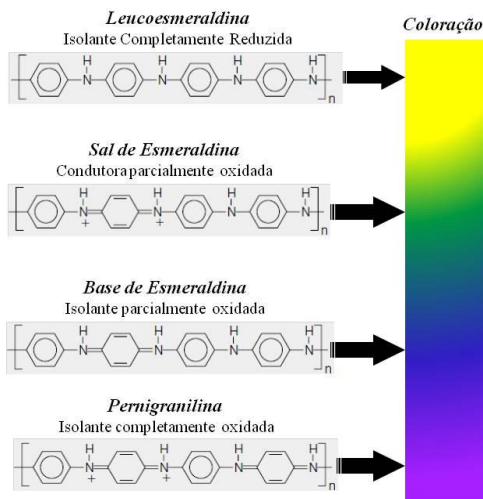 Leucoesmeraldina
Isolante Completamente Reduzida
Coloração
H H H H
N N N N
n
Sal de Esmeraldina
Condutora parcialmente oxidada
H H H H
N N N N
+ +
n
Base de Esmeraldina
Isolante parcialmente oxidada
H H H H
N N N N
n
Pernigranilina
Isolante completamente oxidada
H H H H
N N N N
+ +
n